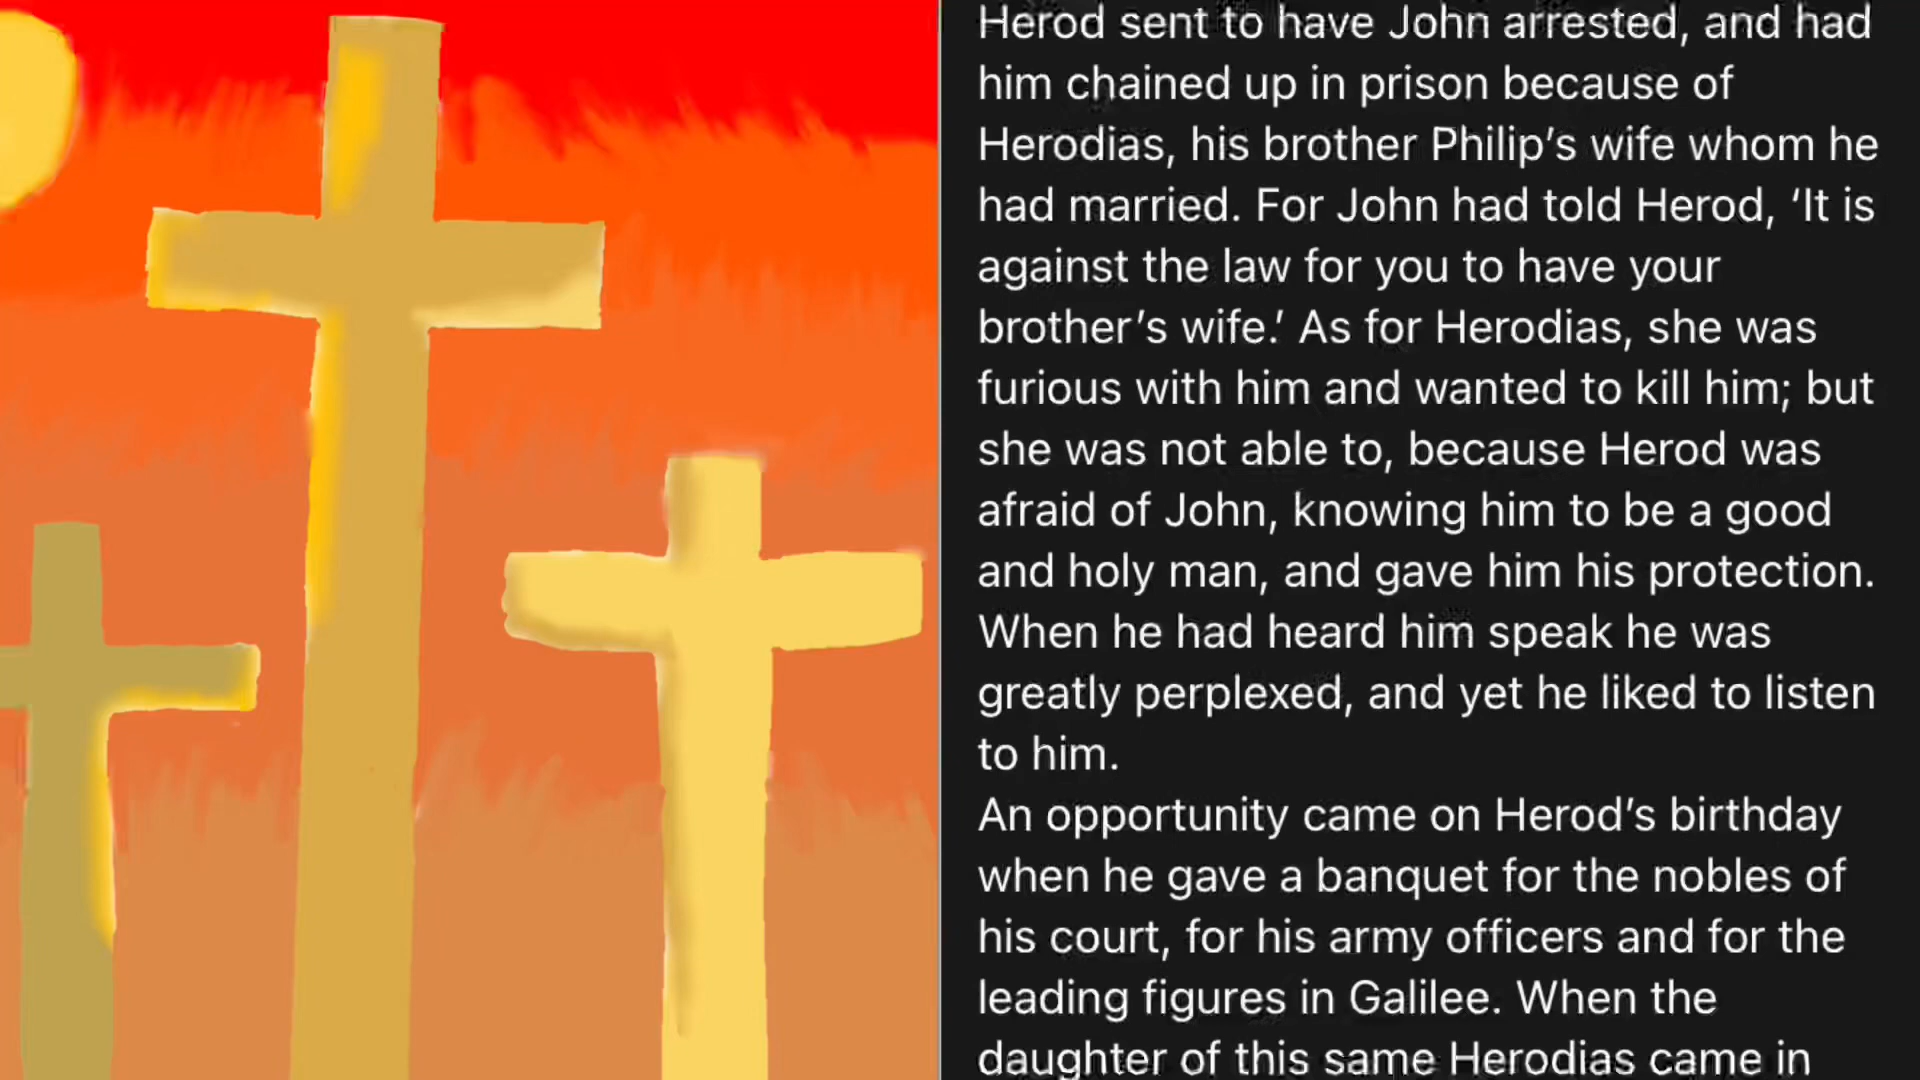 Herod sent to have John arrested, and had
him chained up in prison because of
Herodias, his brother Philip’s wife whom he
had married. For John had told Herod, ‘It is
against the law for you to have your
brother’s wife.’ As for Herodias, she was
furious with him and wanted to kill him; but
she was not able to, because Herod was
afraid of John, knowing him to be a good
and holy man, and gave him his protection.
When he had heard him speak he was
greatly perplexed, and yet he liked to listen
to him.
An opportunity came on Herod’s birthday
when he gave a banquet for the nobles of
his court, for his army officers and for the
leading figures in Galilee. When the
daughter of this same Herodias came in